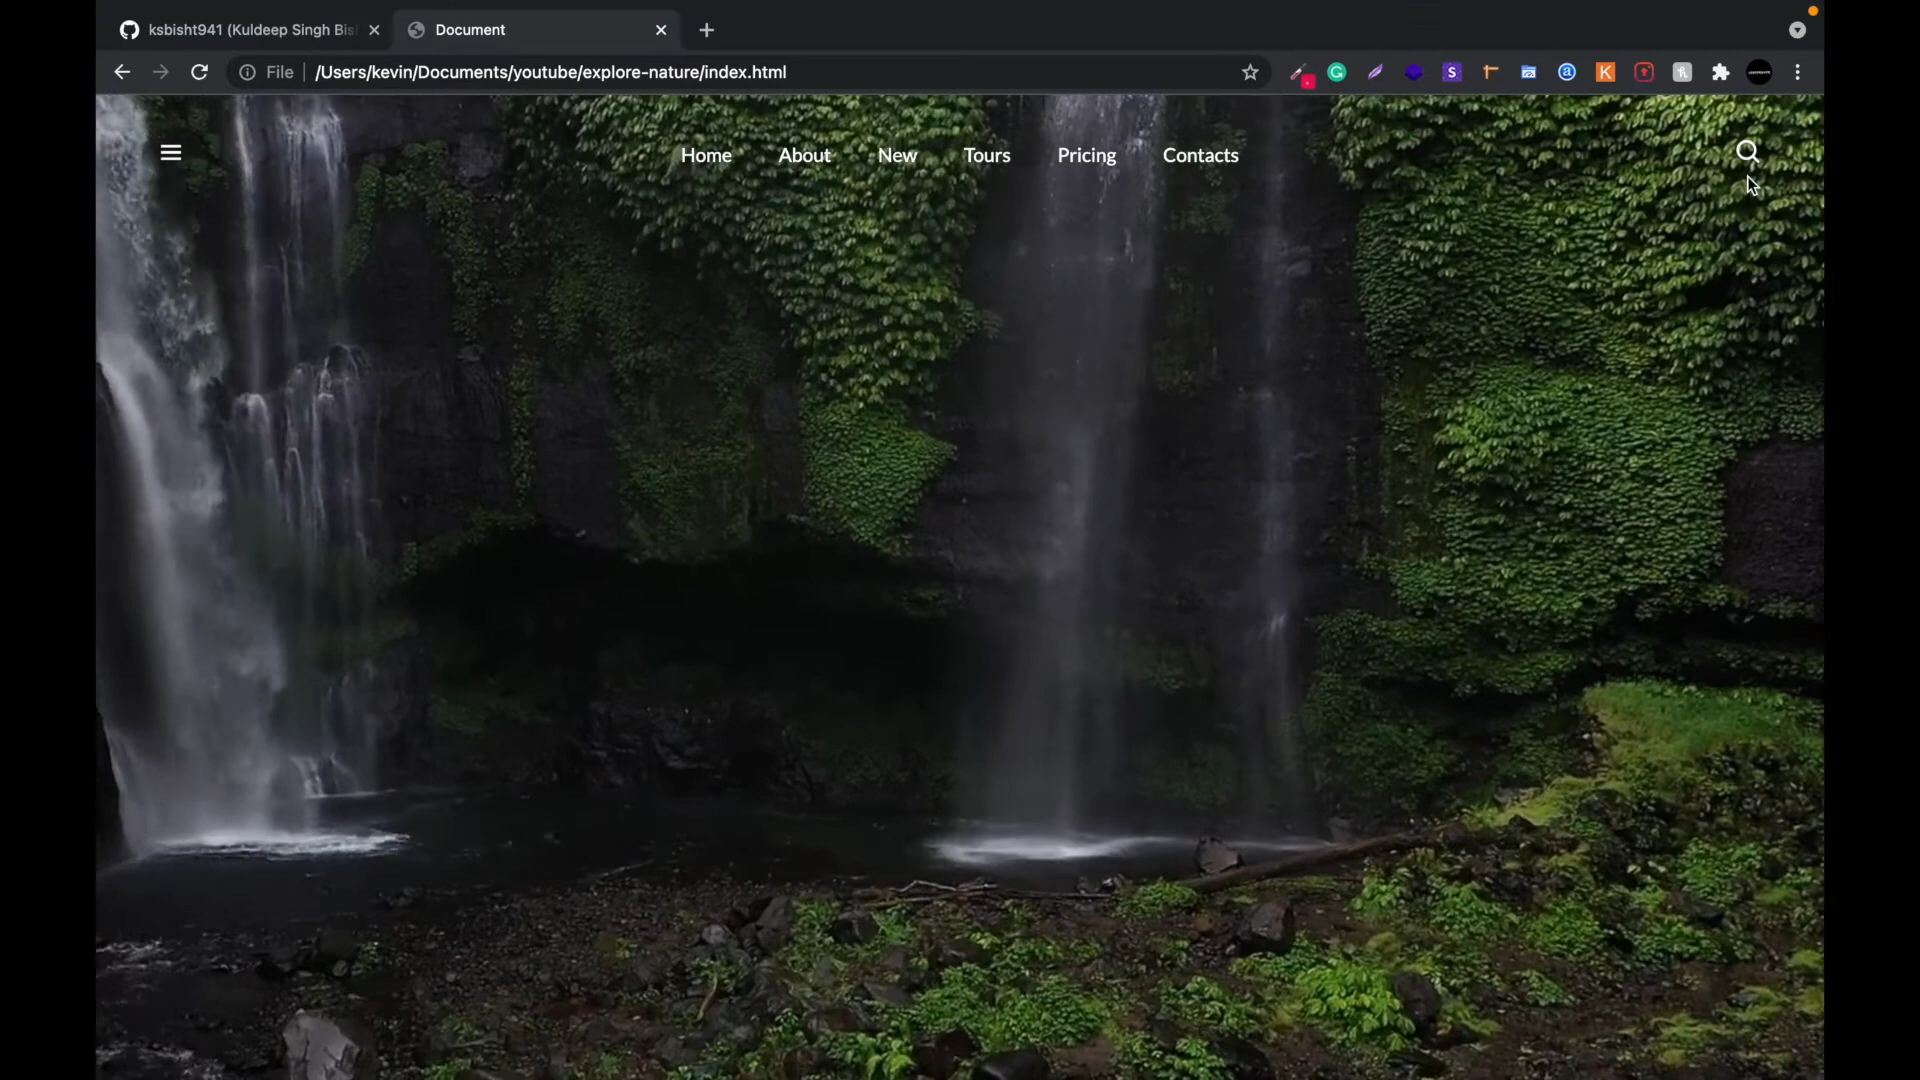 ksbisht941 (Kuldeep Singh Bis
Document
File
/Users/kevin/Documents/youtube/explore-nature/index.html
Home
About
New
Tours
Pricing
Contacts